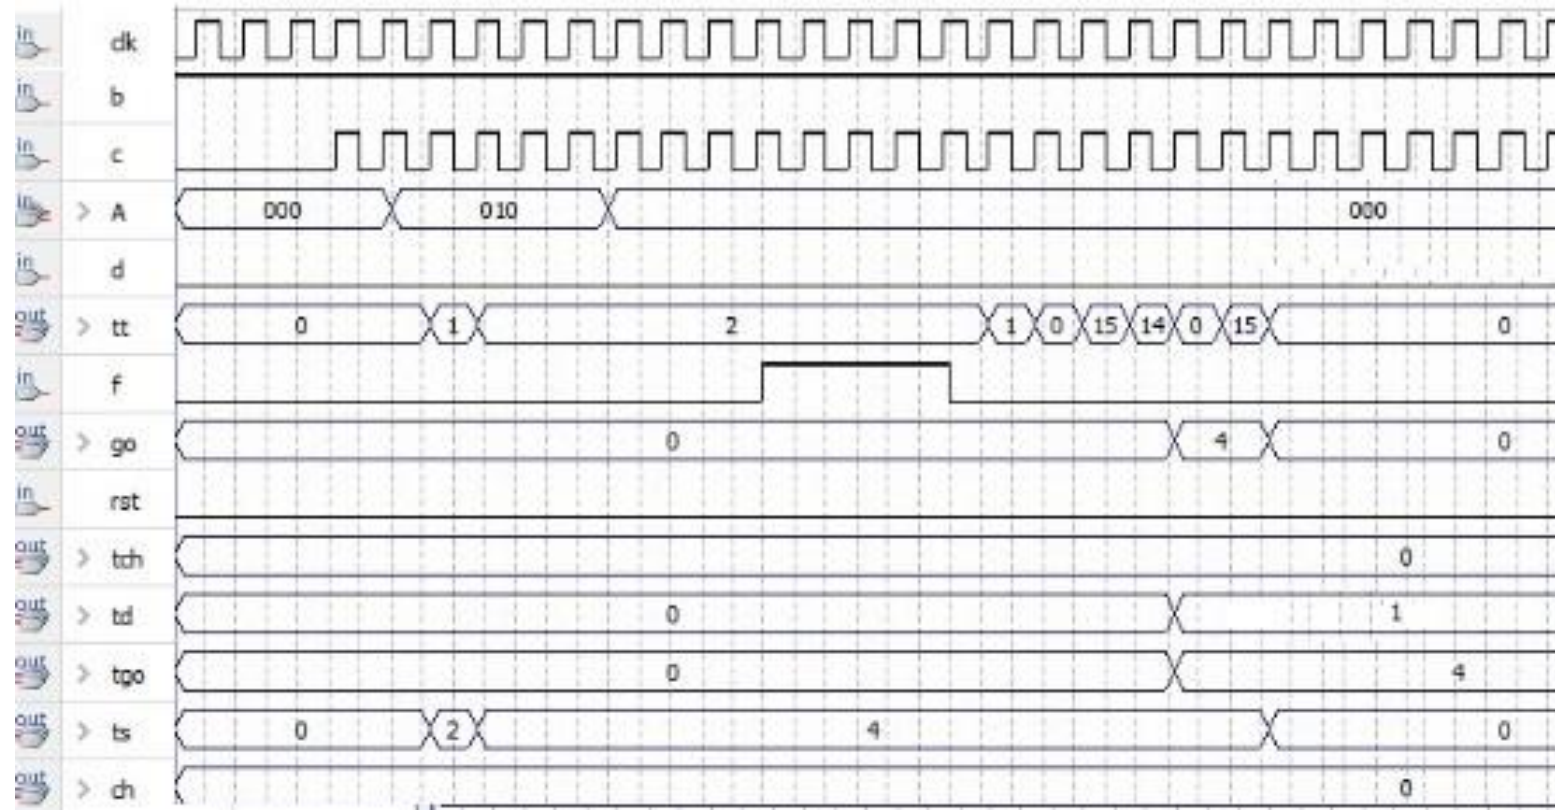 in clk
in b
in c
in > A 000 010 000
in d
out > tt 0 1 2 1 0 15 14 0 15 0
in f
out > go 0 4 0
in rst
out > tch 0
out > td 0 1
out > tgo 0 4
out > ts 0 2 4 0
out > ch 0